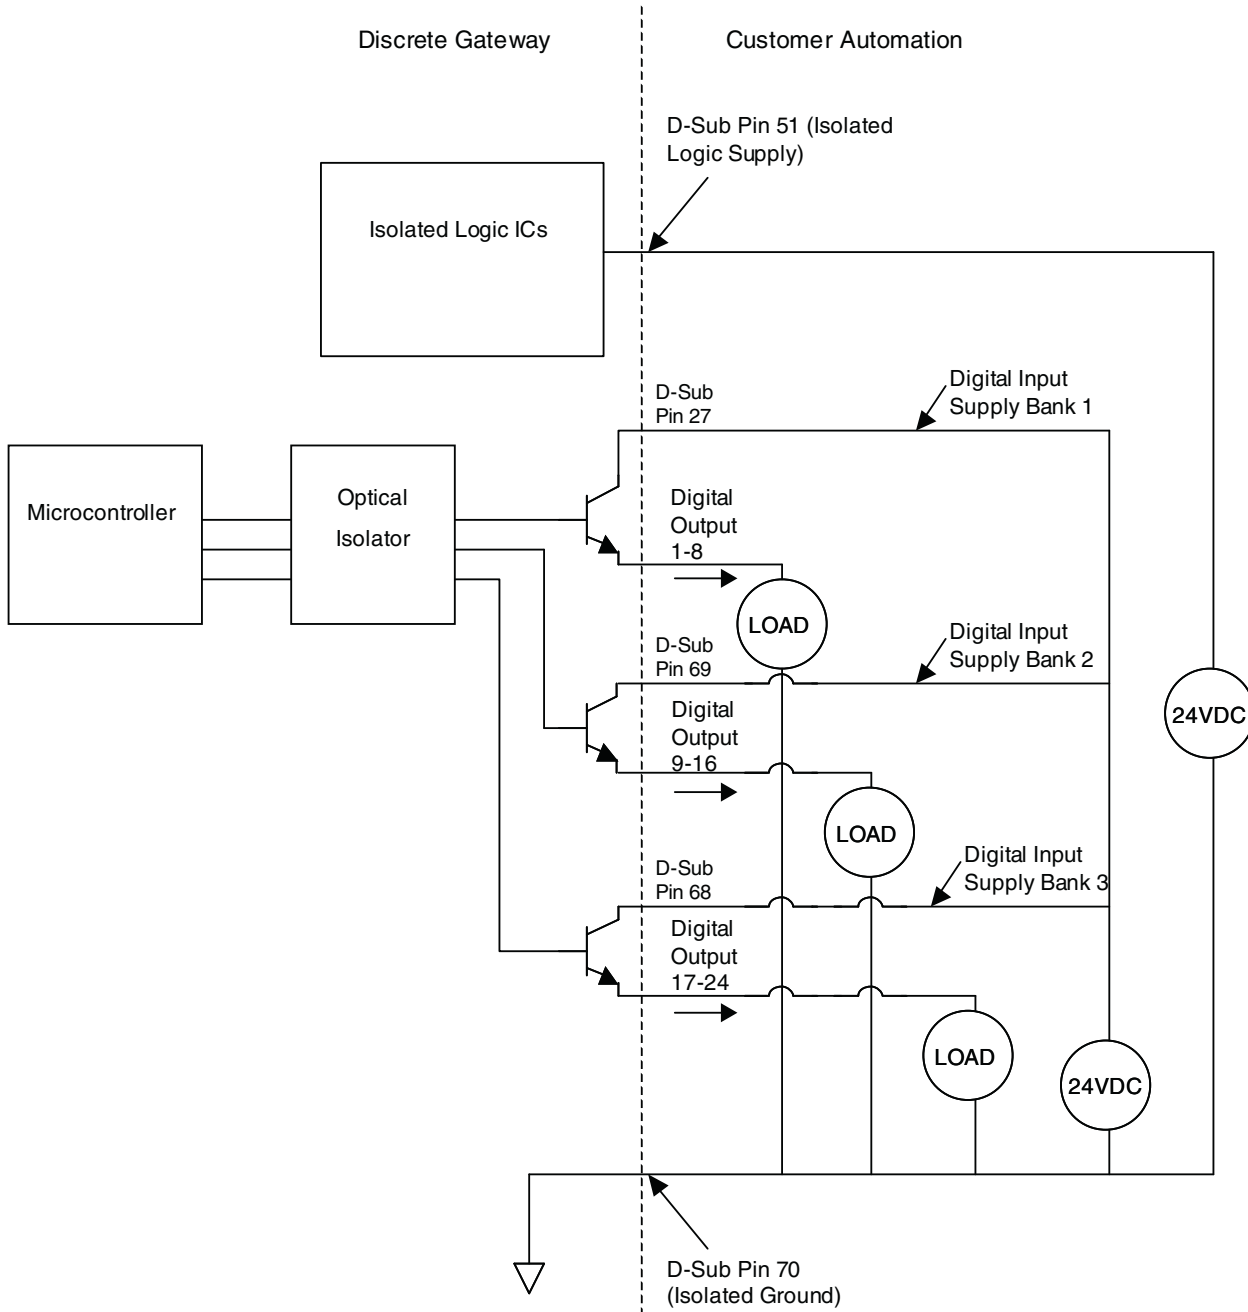 Discrete Gateway
Customer Automation
D-Sub Pin 51 (Isolated
Logic Supply)
Isolated Logic ICs
D-Sub
Pin 27
Digital Input
Supply Bank 1
Microcontroller
Optical
Isolator
Digital
Output
1-8
LOAD
D-Sub
Pin 69
Digital Input
Supply Bank 2
24VDC
Digital
Output
9-16
LOAD
D-Sub
Pin 68
Digital Input
Supply Bank 3
Digital
Output
17-24
LOAD
24VDC
D-Sub Pin 70
(Isolated Ground)